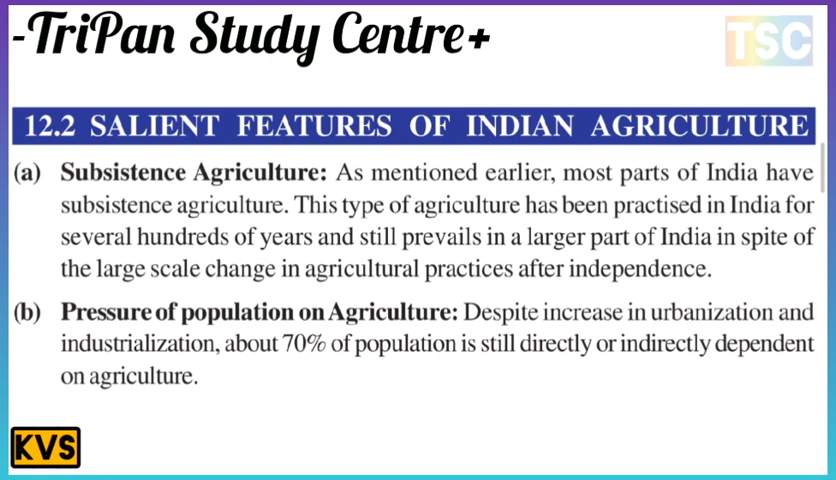 -TriPan Study Centre+
TSC
12.2 SALIENT FEATURES OF INDIAN AGRICULTURE
(a) Subsistence Agriculture: As mentioned earlier, most parts of India have
subsistence agriculture. This type of agriculture has been practised in India for
several hundreds of years and still prevails in a larger part of India in spite of
the large scale change in agricultural practices after independence.
(b) Pressure of population on Agriculture: Despite increase in urbanization and
industrialization, about 70% of population is still directly or indirectly dependent
on agriculture.
KVS